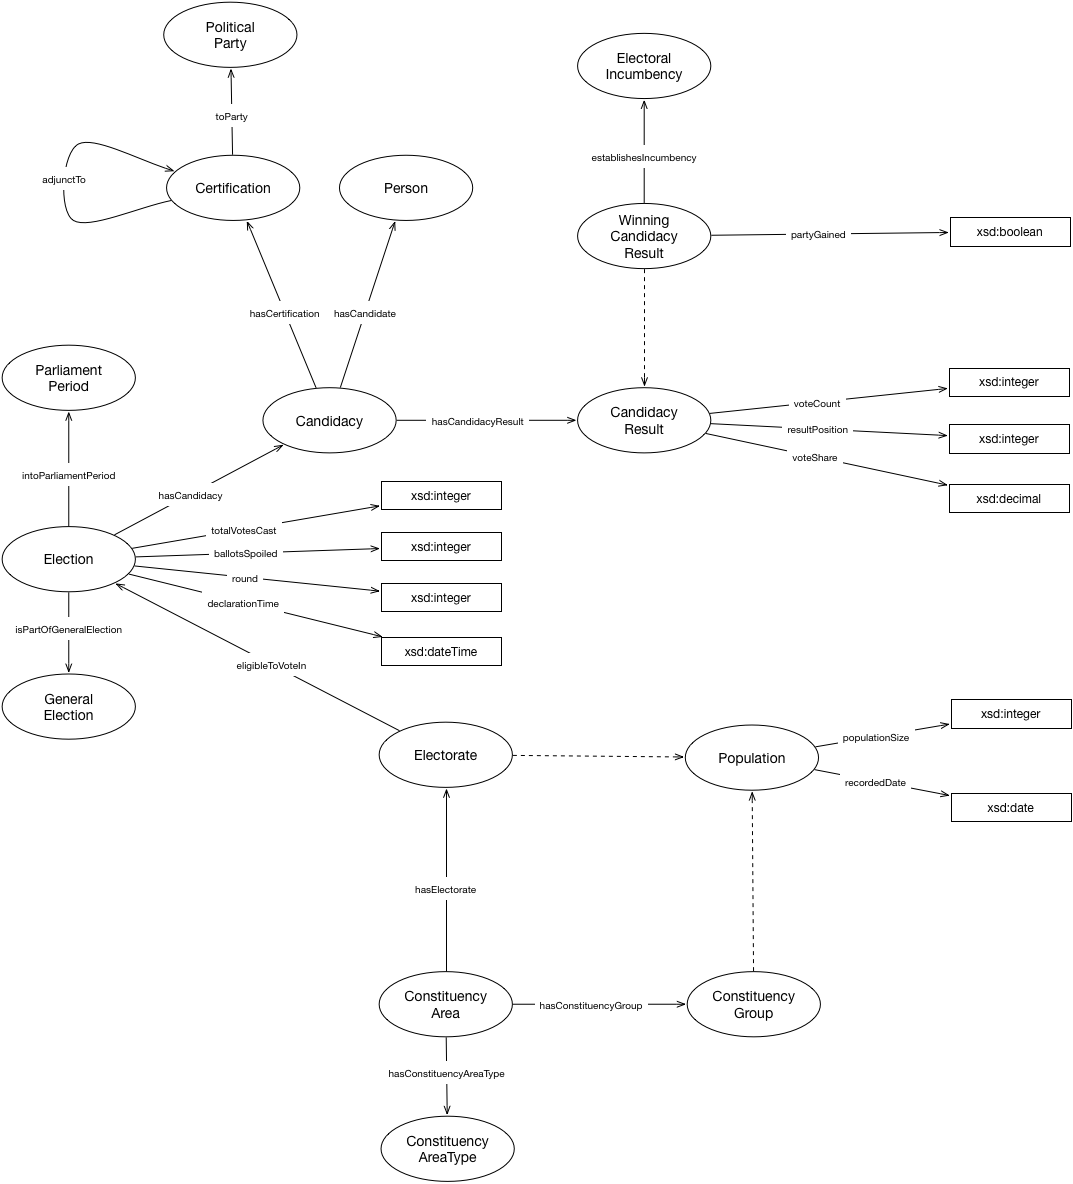 Political
Party
Electoral
Incumbency
toParty
establishesIncumbency
adjunctTo
Certification
Person
Winning
Candidacy
Result
partyGained
xsd:boolean
hasCertification
hasCandidate
Parliament
Period
Candidacy
hasCandidacyResult
Candidacy
Result
voteCount
xsd:integer
resultPosition
xsd:integer
voteShare
xsd:decimal
intoParliamentPeriod
hasCandidacy
xsd:integer
totalVotesCast
Election
ballotsSpoiled
xsd:integer
round
xsd:integer
declarationTime
xsd:dateTime
isPartOfGeneralElection
eligibleToVoteIn
General
Election
Electorate
Population
populationSize
xsd:integer
recordedDate
xsd:date
hasElectorate
Constituency
Area
hasConstituencyGroup
Constituency
Group
hasConstituencyAreaType
Constituency
AreaType